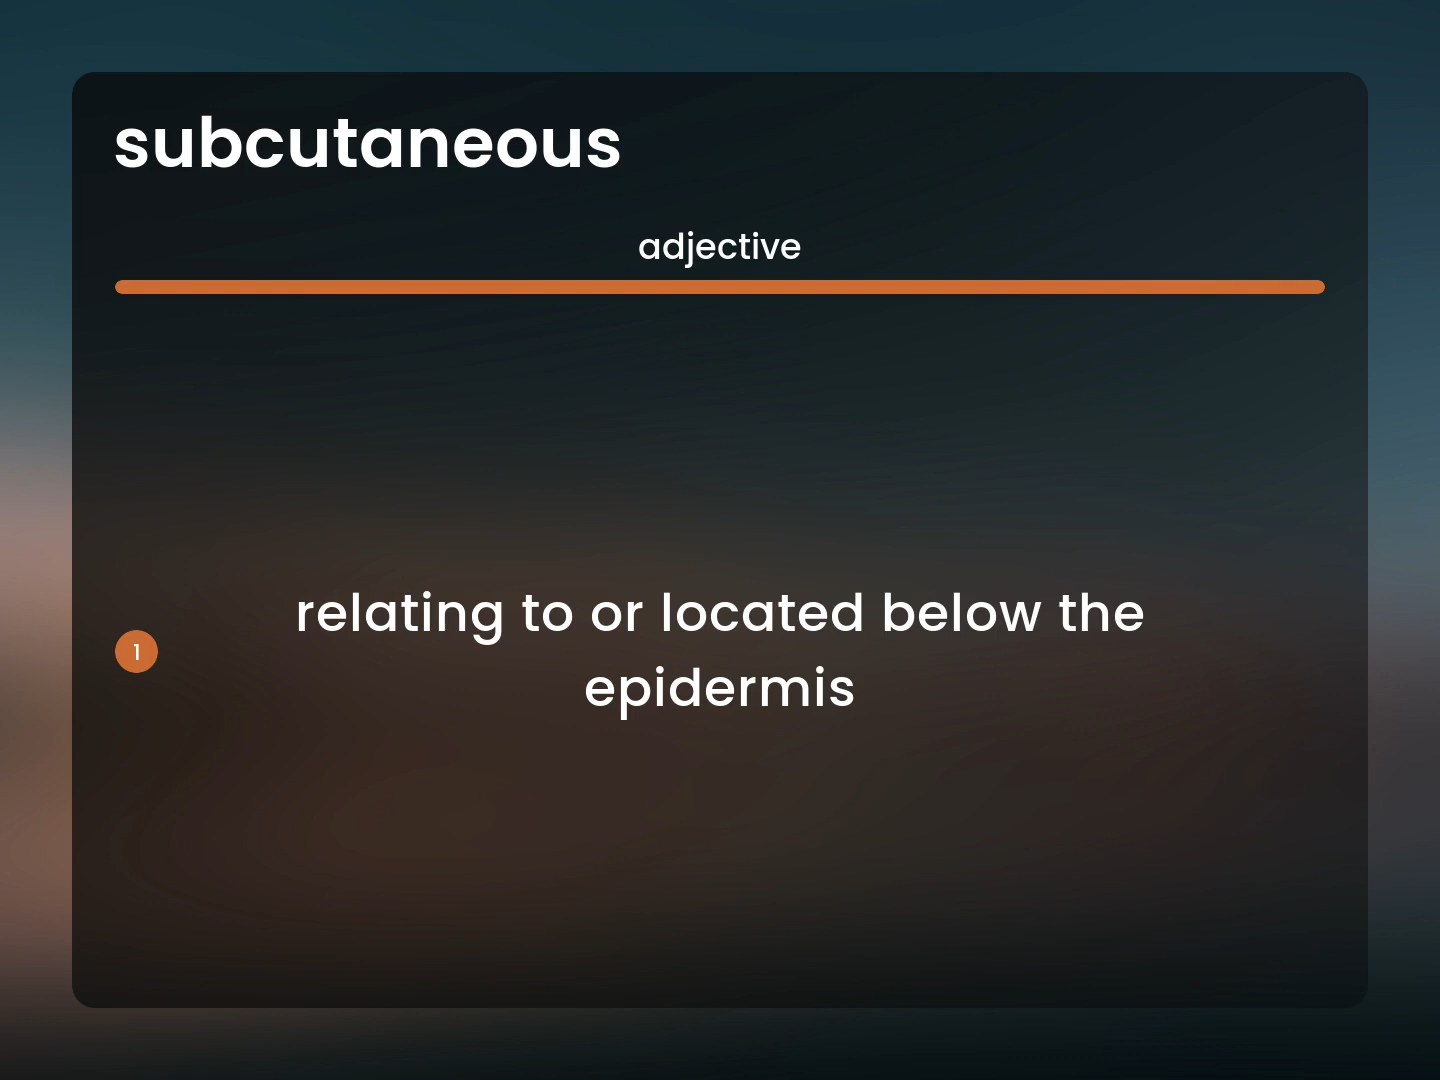 subcutaneous
adjective
1
relating to or located below the
epidermis